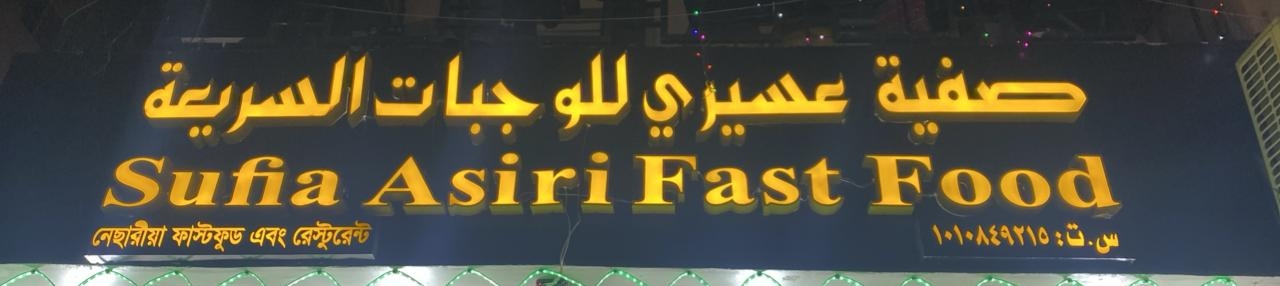 صفية عسيري للوجبات السريعة
Sufia Asiri Fast Food
নেছারীয়া ফাস্টফুড এবং রেস্টুরেন্ট
س.ت: ١٠١٠٨٤٩٢١٥